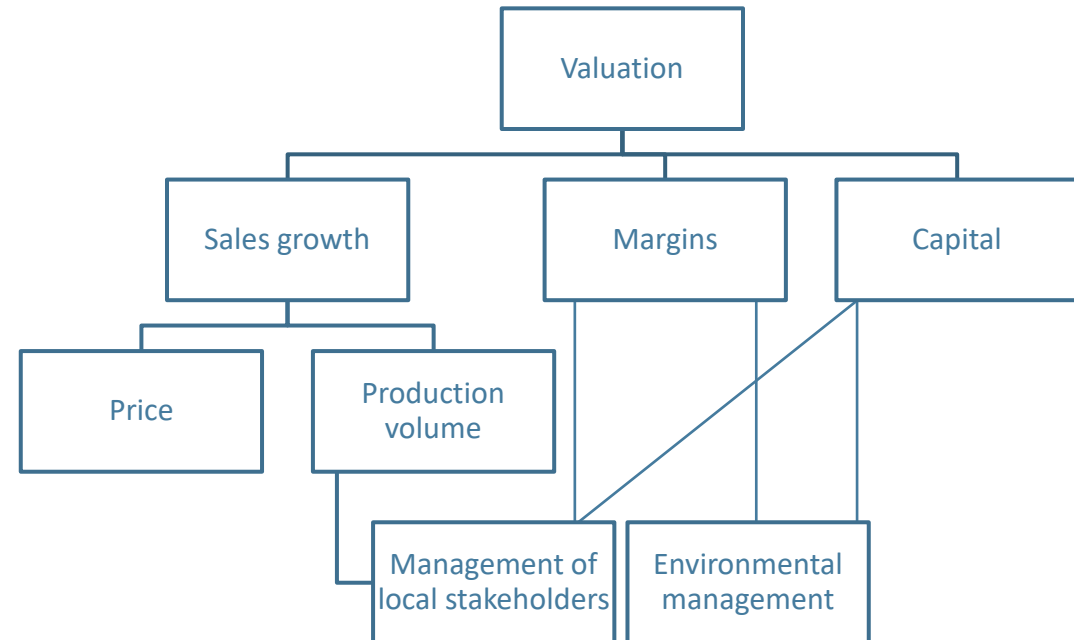 Valuation
Sales growth
Margins
Capital
Price
Production
volume
Management of
local stakeholders
Environmental
management